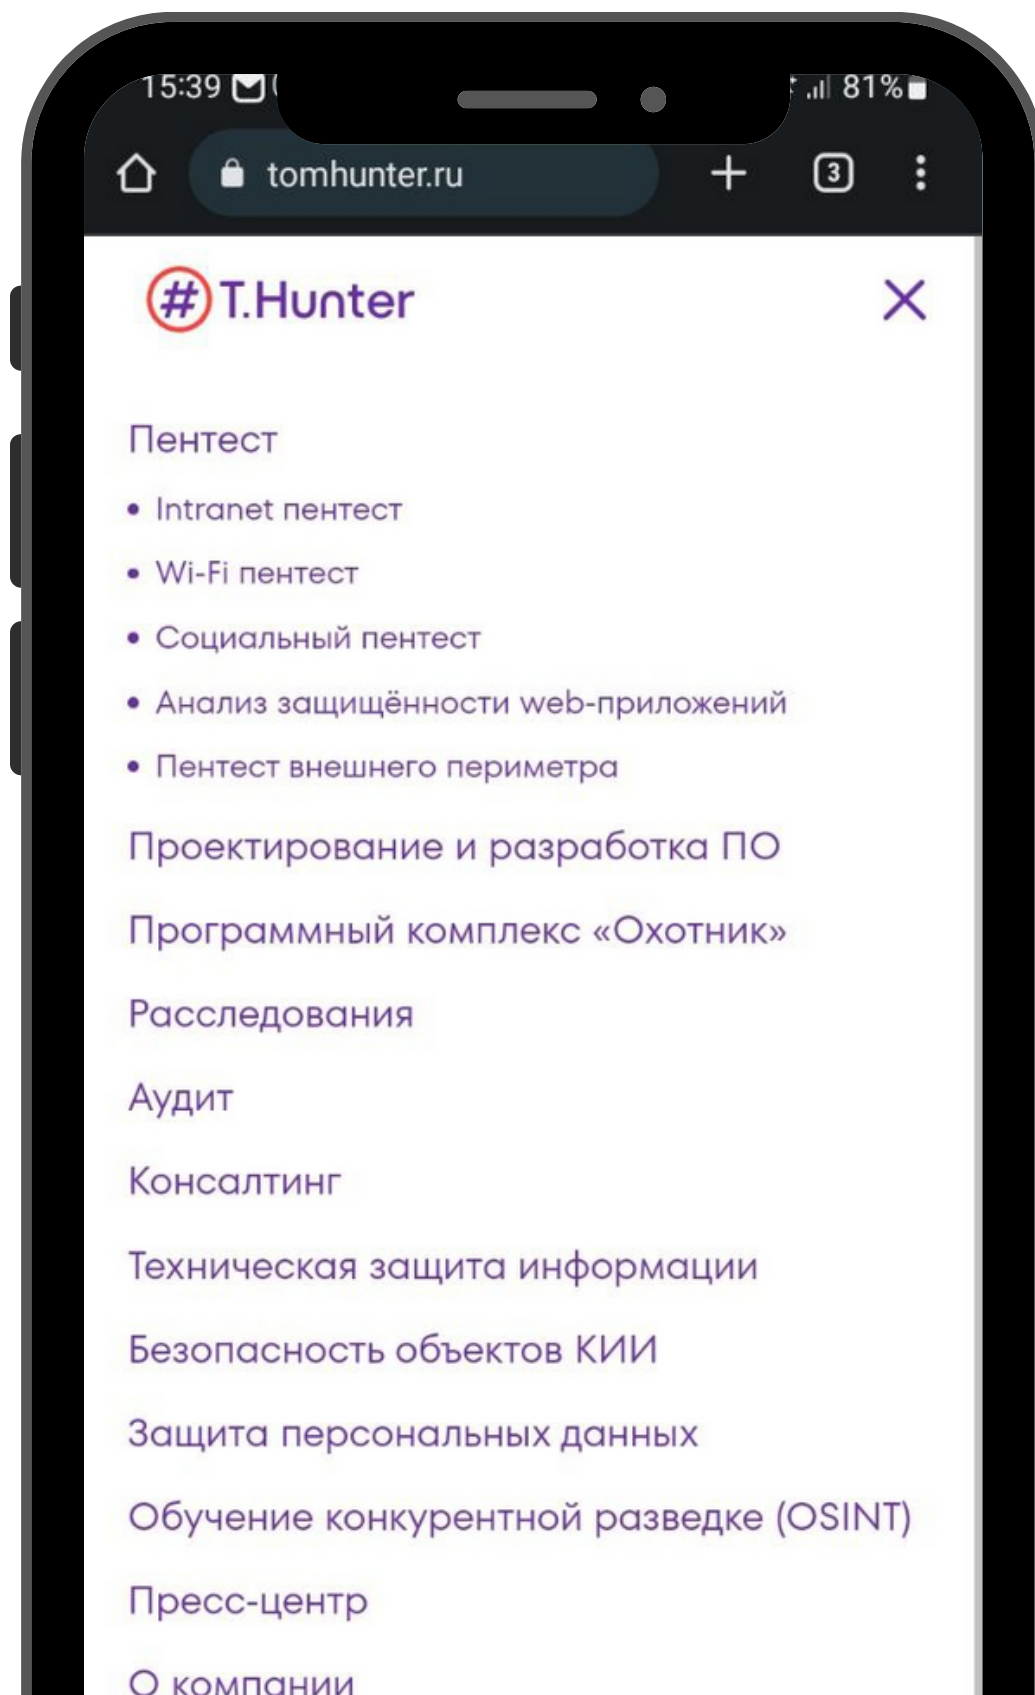 15:39
81%
tomhunter.ru
3
# T.Hunter
Пентест
• Intranet пентест
• Wi-Fi пентест
• Социальный пентест
• Анализ защищённости web-приложений
• Пентест внешнего периметра
Проектирование и разработка ПО
Программный комплекс «Охотник»
Расследования
Аудит
Консалтинг
Техническая защита информации
Безопасность объектов КИИ
Защита персональных данных
Обучение конкурентной разведке (OSINT)
Пресс-центр
О компании